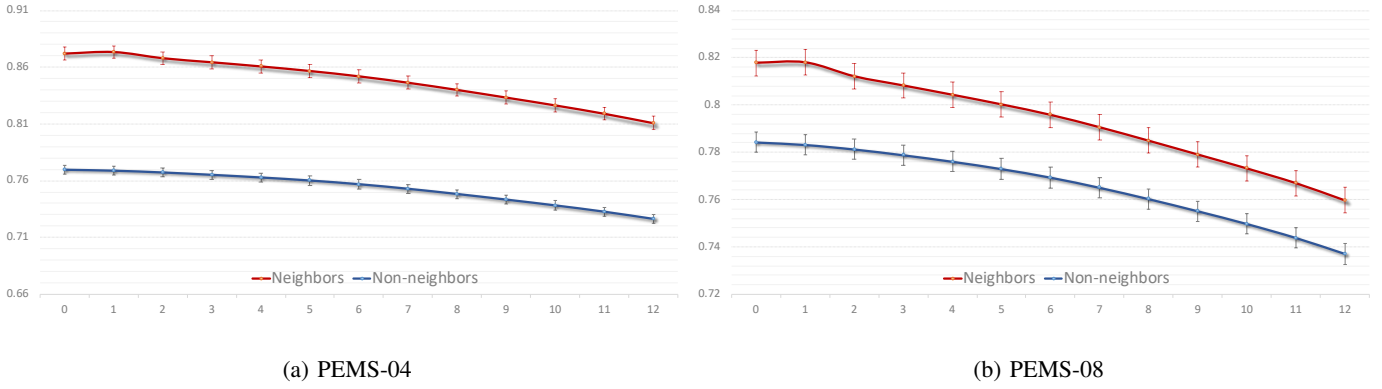 0.91
0.86
0.81
0.76
0.71
0.66
0 1 2 3 4 5 6 7 8 9 10 11 12
Neighbors Non-neighbors
(a) PEMS-04
0.84
0.82
0.8
0.78
0.76
0.74
0.72
0 1 2 3 4 5 6 7 8 9 10 11 12
Neighbors Non-neighbors
(b) PEMS-08